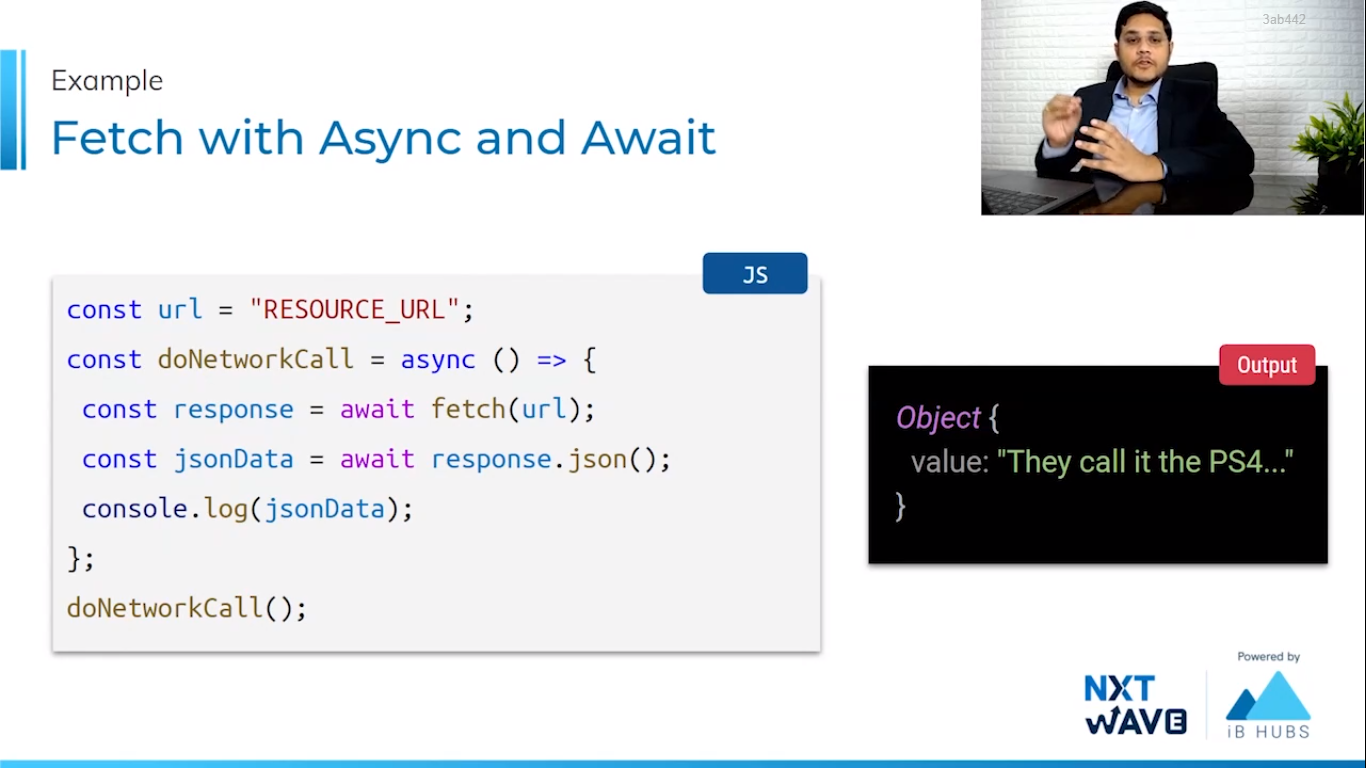 3ab442
Example
Fetch with Async and Await
JS
const url = "RESOURCE_URL";
const doNetworkCall = async () => {
 const response = await fetch(url);
 const jsonData = await response.json();
 console.log(jsonData);
};
doNetworkCall();
Output
Object {
 value: "They call it the PS4..."
}
NXT
WAVE
Powered by
iB HUBS